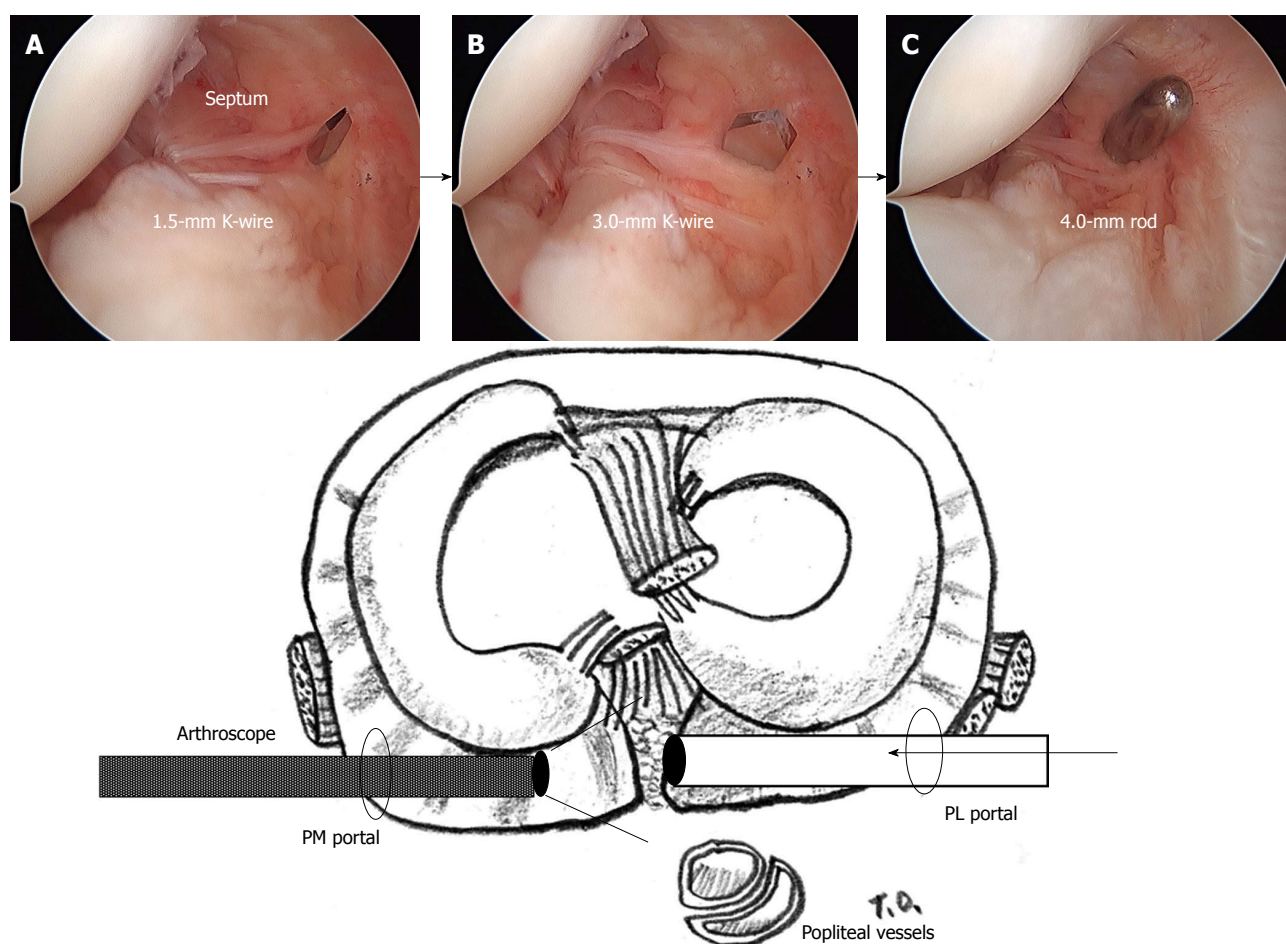 A
B
C
Septum
1.5-mm K-wire
3.0-mm K-wire
4.0-mm rod
Arthroscope
PM portal
PL portal
T.O.
Popliteal vessels